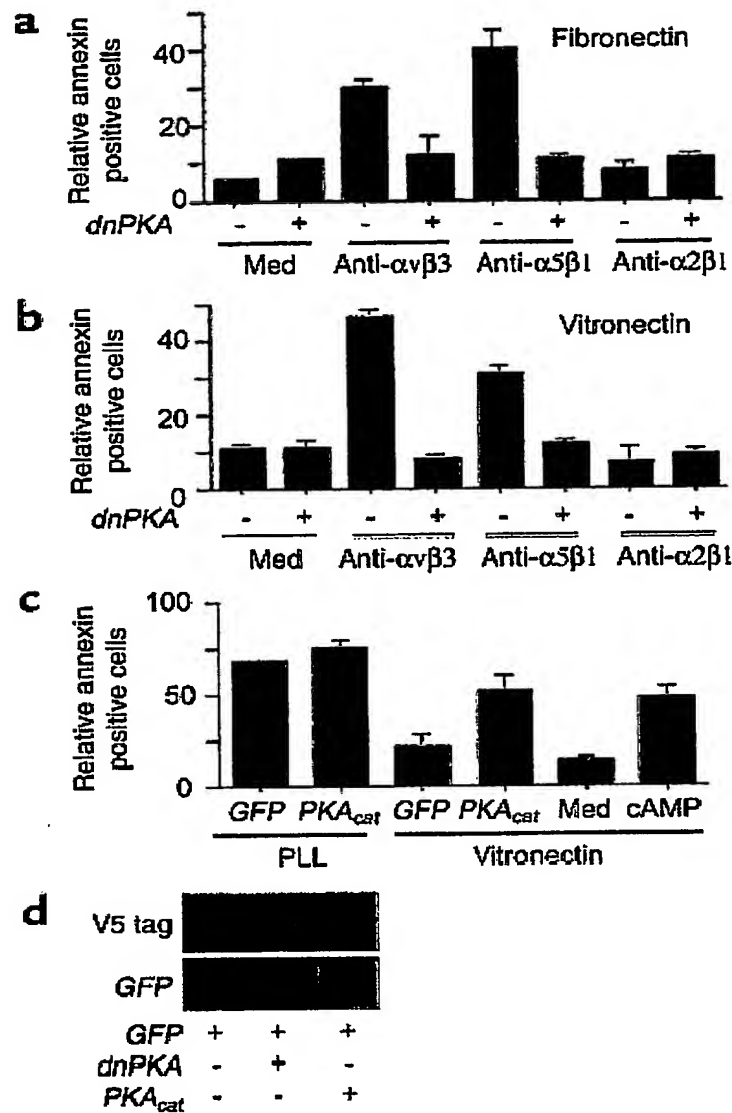 a
Relative annexin
positive cells
40
20
0
Fibronectin
dnPKA - + - + - + - +
Med Anti-αvβ3 Anti-α5β1 Anti-α2β1
b
Relative annexin
positive cells
40
20
0
Vitronectin
dnPKA - + - + - + - +
Med Anti-αvβ3 Anti-α5β1 Anti-α2β1
c
Relative annexin
positive cells
100
50
0
GFP PKAcat GFP PKAcat Med cAMP
PLL Vitronectin
d
V5 tag
GFP
GFP + + +
dnPKA - + -
PKAcat - - +